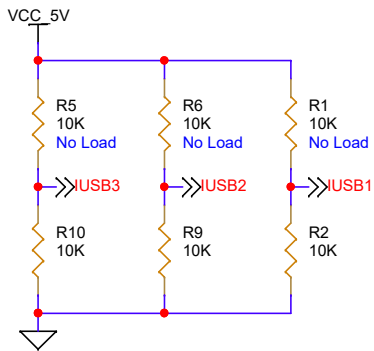 VCC_5V
R5
10K
No Load
R6
10K
No Load
R1
10K
No Load
IUSB3
IUSB2
IUSB1
R10
10K
R9
10K
R2
10K